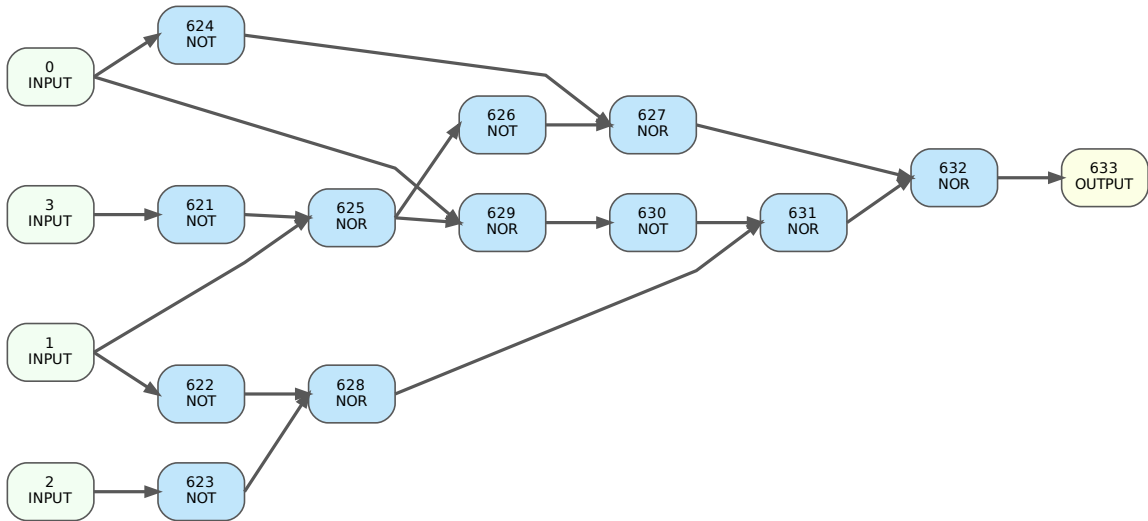 624
NOT
0
INPUT
626
NOT
627
NOR
632
NOR
633
OUTPUT
3
INPUT
621
NOT
625
NOR
629
NOR
630
NOT
631
NOR
1
INPUT
622
NOT
628
NOR
2
INPUT
623
NOT